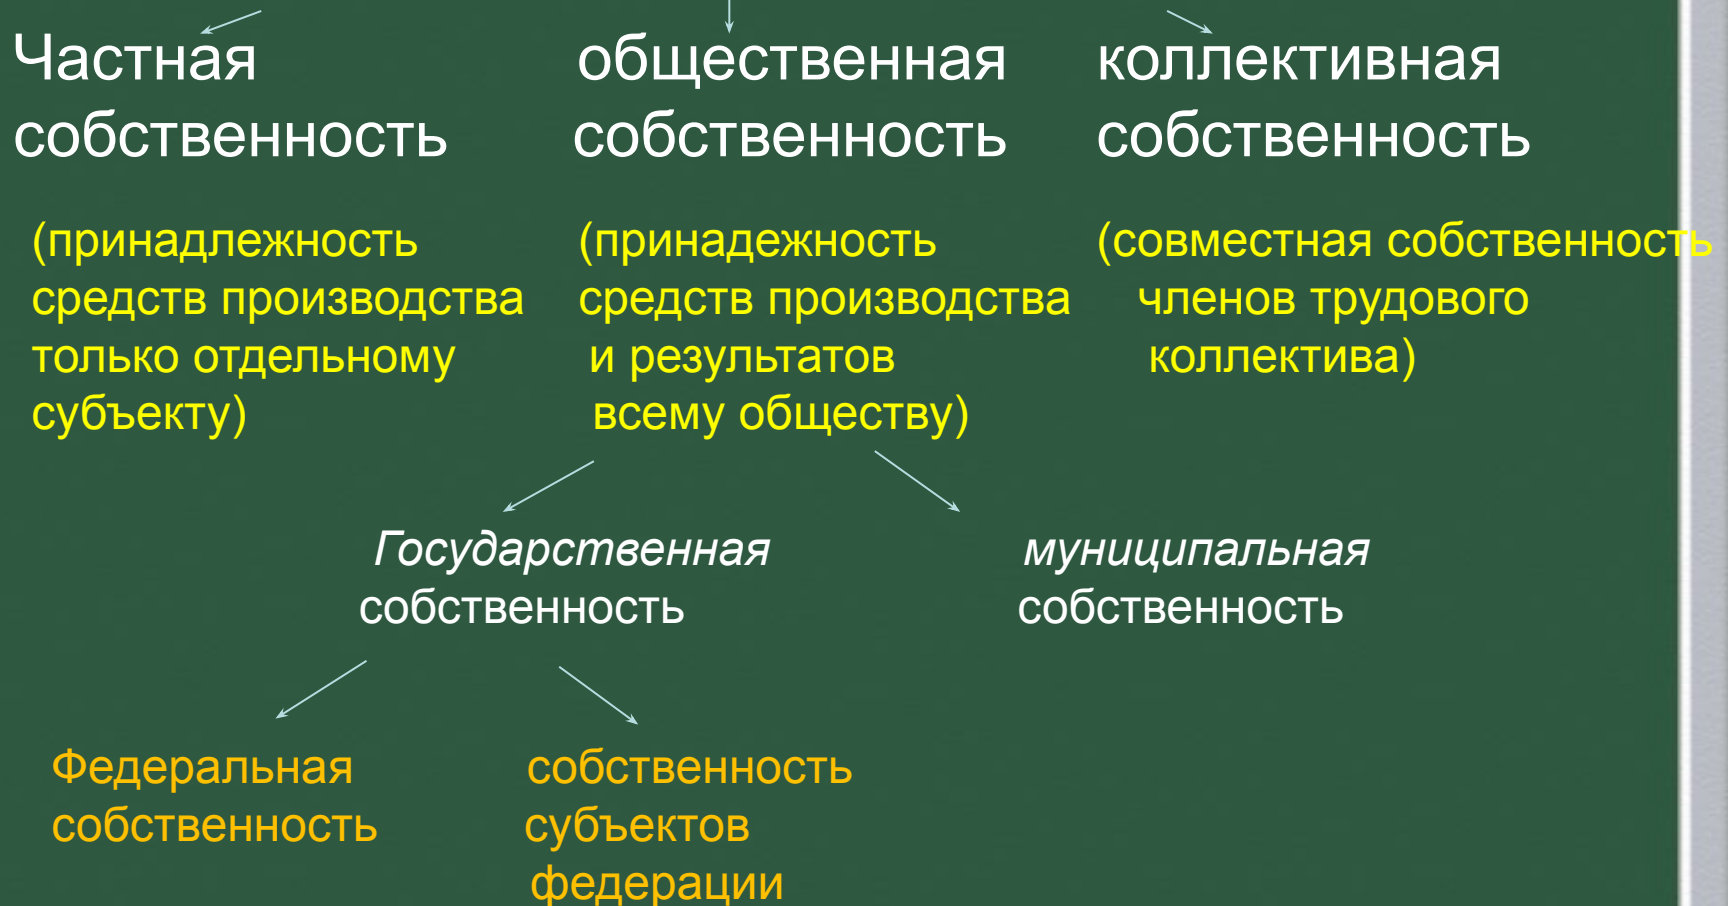 Частная
собственность
(принадлежность
средств производства
только отдельному
субъекту)
общественная
собственность
(принадежность
средств производства
и результатов
всему обществу)
коллективная
собственность
(совместная собственность
членов трудового
коллектива)
Государственная
собственность
муниципальная
собственность
Федеральная
собственность
собственность
субъектов
федерации